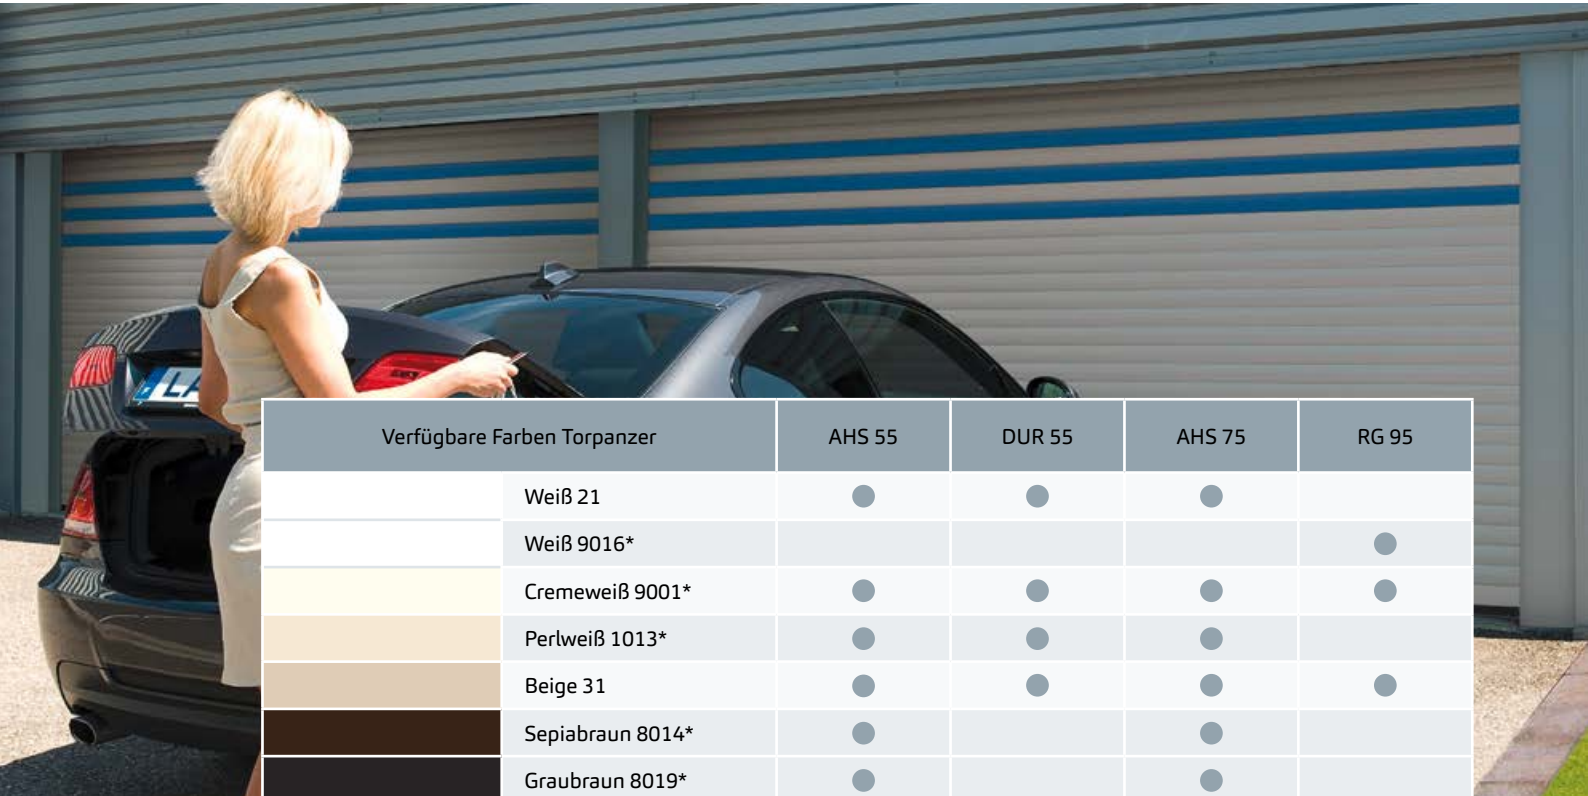 Verfügbare Farben Torpanzer AHS 55 DUR 55 AHS 75 RG 95
Weiß 21
Weiß 9016*
Cremeweiß 9001*
Perlweiß 1013*
Beige 31
Sepiabraun 8014*
Graubraun 8019*